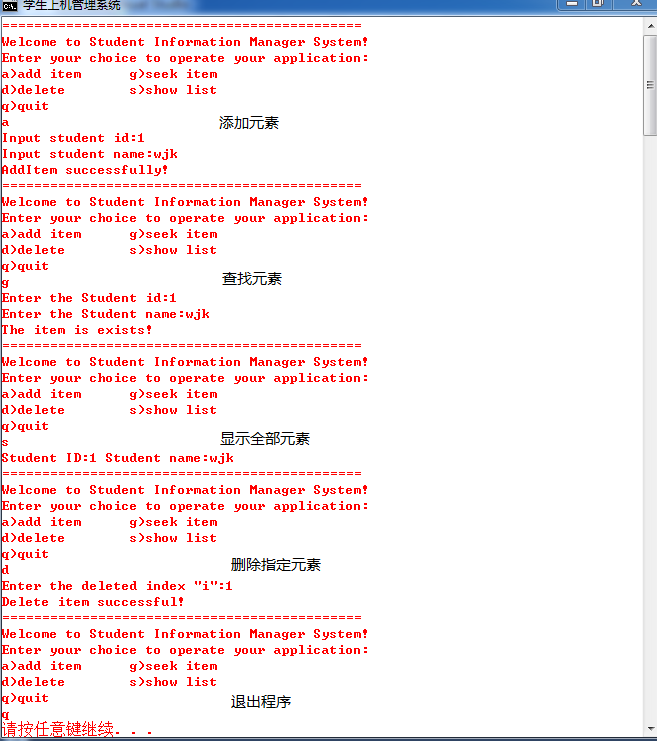 学生上机管理系统
=============================================
Welcome to Student Information Manager System!
Enter your choice to operate your application:
a)add item      g)seek item
d)delete        s)show list
q)quit
a
添加元素
Input student id:1
Input student name:wjk
AddItem successfully!
=============================================
Welcome to Student Information Manager System!
Enter your choice to operate your application:
a)add item      g)seek item
d)delete        s)show list
q)quit
g
查找元素
Enter the Student id:1
Enter the Student name:wjk
The item is exists!
=============================================
Welcome to Student Information Manager System!
Enter your choice to operate your application:
a)add item      g)seek item
d)delete        s)show list
q)quit
s
显示全部元素
Student ID:1 Student name:wjk
=============================================
Welcome to Student Information Manager System!
Enter your choice to operate your application:
a)add item      g)seek item
d)delete        s)show list
q)quit
d
删除指定元素
Enter the deleted index "i":1
Delete item successful!
=============================================
Welcome to Student Information Manager System!
Enter your choice to operate your application:
a)add item      g)seek item
d)delete        s)show list
q)quit
q
退出程序
请按任意键继续. . .